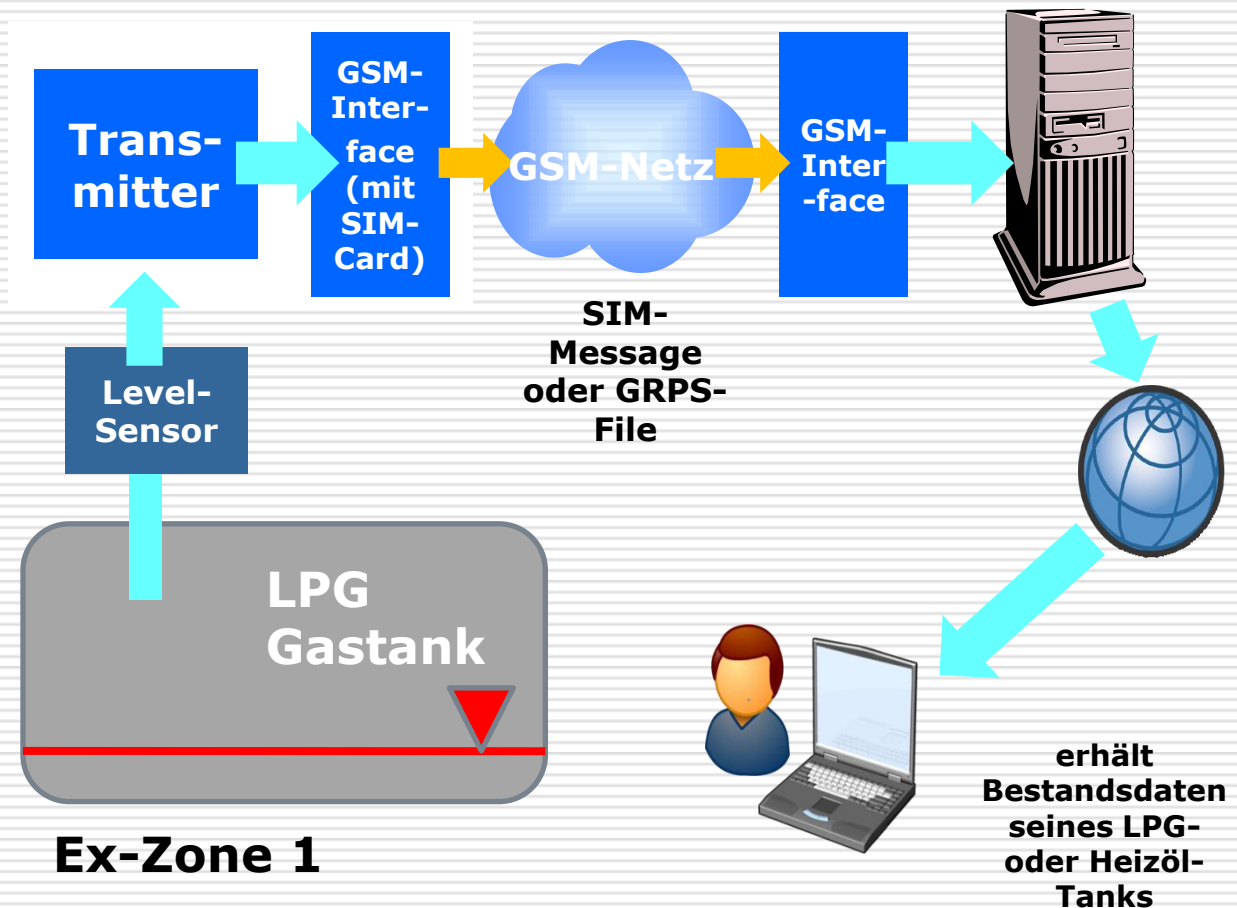 Trans-
mitter
GSM-
Inter-
face
(mit
SIM-
Card)
GSM-Netz
GSM-
Inter
-face
SIM-
Message
oder GRPS-
File
Level-
Sensor
LPG
Gastank
Ex-Zone 1
erhält
Bestandsdaten
seines LPG-
oder Heizöl-
Tanks